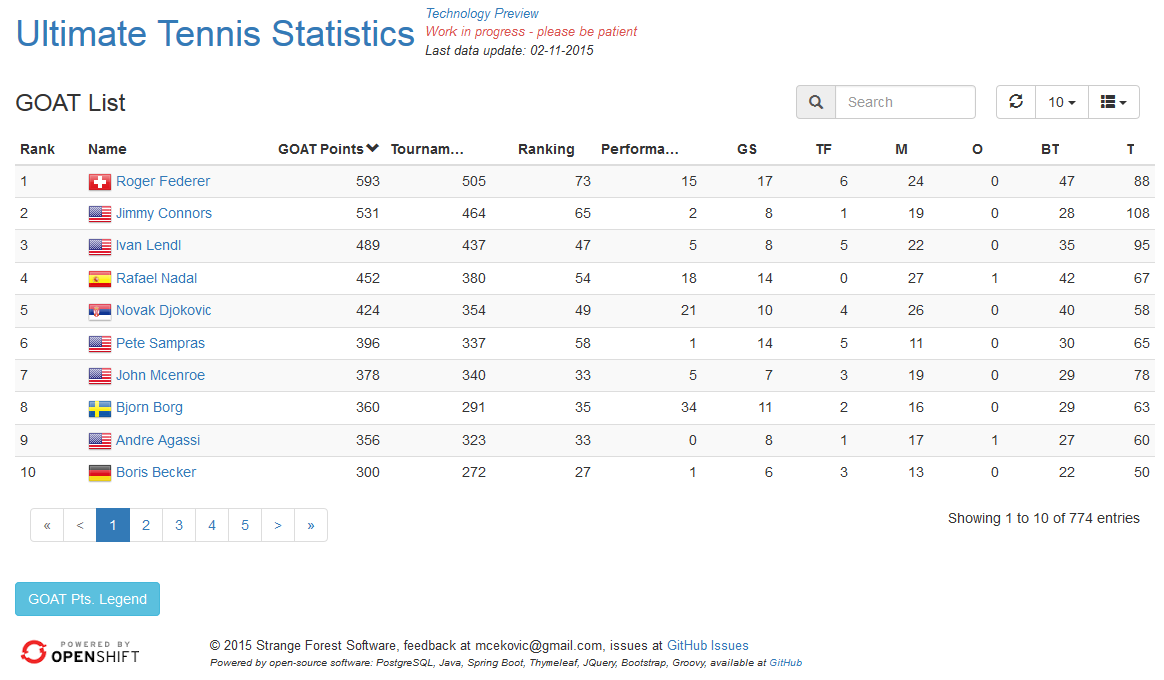 Ultimate Tennis Statistics
Technology Preview
Work in progress - please be patient
Last data update: 02-11-2015
GOAT List
Search
10
Rank Name GOAT Points Tournam... Ranking Performa... GS TF M O BT T
1 Roger Federer 593 505 73 15 17 6 24 0 47 88
2 Jimmy Connors 531 464 65 2 8 1 19 0 28 108
3 Ivan Lendl 489 437 47 5 8 5 22 0 35 95
4 Rafael Nadal 452 380 54 18 14 0 27 1 42 67
5 Novak Djokovic 424 354 49 21 10 4 26 0 40 58
6 Pete Sampras 396 337 58 1 14 5 11 0 30 65
7 John Mcenroe 378 340 33 5 7 3 19 0 29 78
8 Bjorn Borg 360 291 35 34 11 2 16 0 29 63
9 Andre Agassi 356 323 33 0 8 1 17 1 27 60
10 Boris Becker 300 272 27 1 6 3 13 0 22 50
« < 1 2 3 4 5 > »
Showing 1 to 10 of 774 entries
GOAT Pts. Legend
POWERED BY
OPENSHIFT
© 2015 Strange Forest Software, feedback at mcekovic@gmail.com, issues at GitHub Issues
Powered by open-source software: PostgreSQL, Java, Spring Boot, Thymeleaf, JQuery, Bootstrap, Groovy, available at GitHub